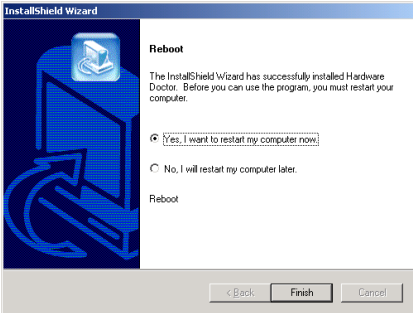 InstallShield Wizard
Reboot
The InstallShield Wizard has successfully installed Hardware
Doctor. Before you can use the program, you must restart your
computer.
Yes, I want to restart my computer now.
No, I will restart my computer later.
Reboot
< Back Finish Cancel